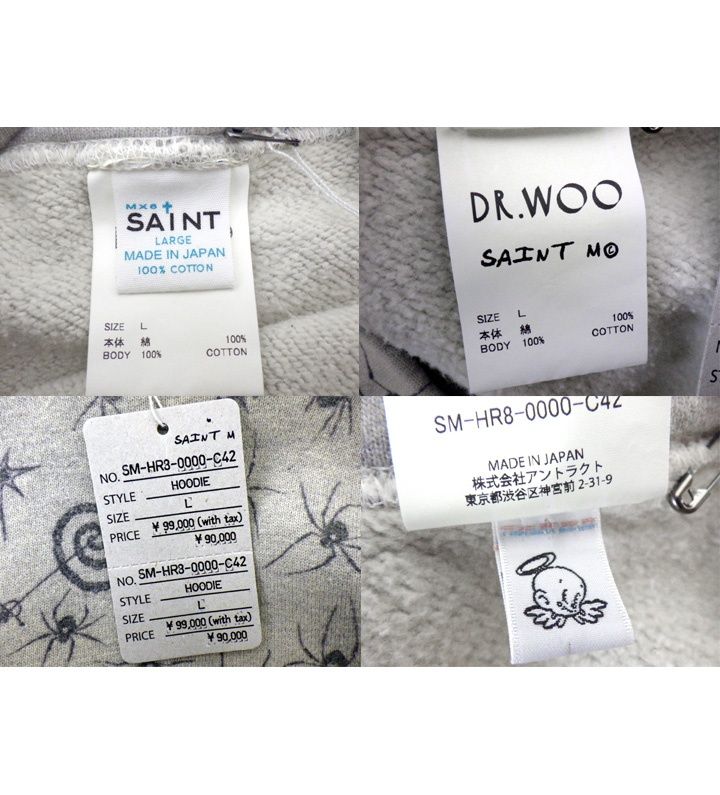 MX6
SAINT
LARGE
MADE IN JAPAN
100% COTTON
SIZE L
本体 綿 100%
BODY 100% COTTON
DR.WOO
SAINT M©
SIZE L
本体 綿 100%
BODY 100% COTTON
SAINT M
NO. SM-HR8-0000-C42
STYLE HOODIE
SIZE L
PRICE ¥99,000 (with tax)
¥90,000
NO. SM-HR8-0000-C42
STYLE HOODIE
SIZE L
PRICE ¥99,000 (with tax)
¥90,000
SM-HR8-0000-C42
MADE IN JAPAN
株式会社アントラクト
東京都渋谷区神宮前 2-31-9